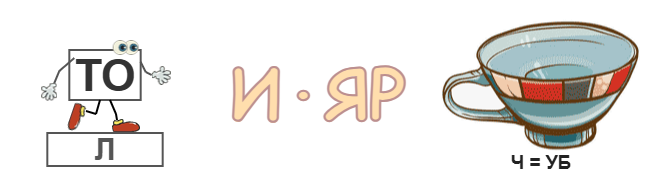 ТО
Л
И · ЯР
Ч = УБ